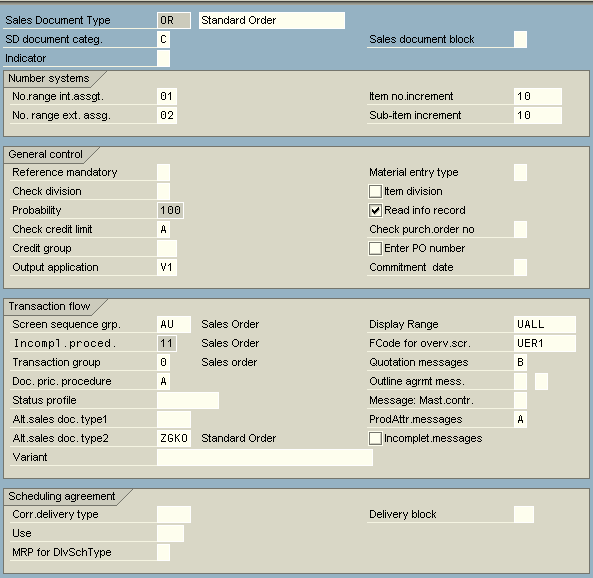 Sales Document Type OR Standard Order
SD document categ. C Sales document block
Indicator
Number systems
No.range int.assgt. 01 Item no.increment 10
No. range ext. assg. 02 Sub-item increment 10
General control
Reference mandatory Material entry type
Check division Item division
Probability 100 Read info record
Check credit limit A Check purch.order no
Credit group Enter PO number
Output application V1 Commitment date
Transaction flow
Screen sequence grp. AU Sales Order Display Range UALL
Incompl.proced. 11 Sales Order FCode for overv.scr. UER1
Transaction group 0 Sales order Quotation messages B
Doc. pric. procedure A Outline agrmt mess.
Status profile Message: Mast.contr.
Alt.sales doc. type1 ProdAttr.messages A
Alt.sales doc. type2 ZGKO Standard Order Incomplet.messages
Variant
Scheduling agreement
Corr.delivery type Delivery block
Use
MRP for DlvSchType